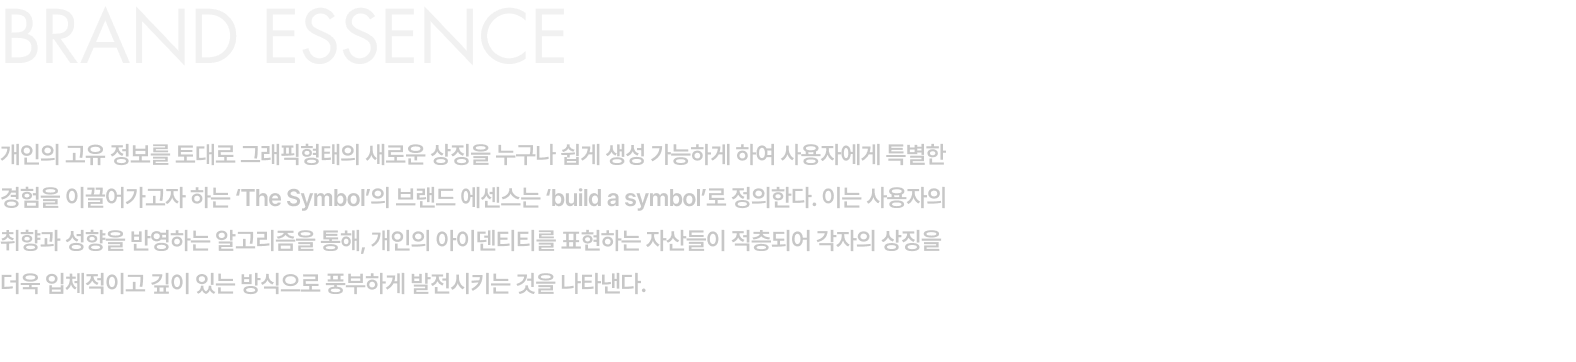 BRAND ESSENCE
개인의 고유 정보를 토대로 그래픽형태의 새로운 상징을 누구나 쉽게 생성 가능하게 하여 사용자에게 특별한
경험을 이끌어가고자 하는 ‘The Symbol’의 브랜드 에센스는 ‘build a symbol’로 정의한다. 이는 사용자의
취향과 성향을 반영하는 알고리즘을 통해, 개인의 아이덴티티를 표현하는 자산들이 적층되어 각자의 상징을
더욱 입체적이고 깊이 있는 방식으로 풍부하게 발전시키는 것을 나타낸다.